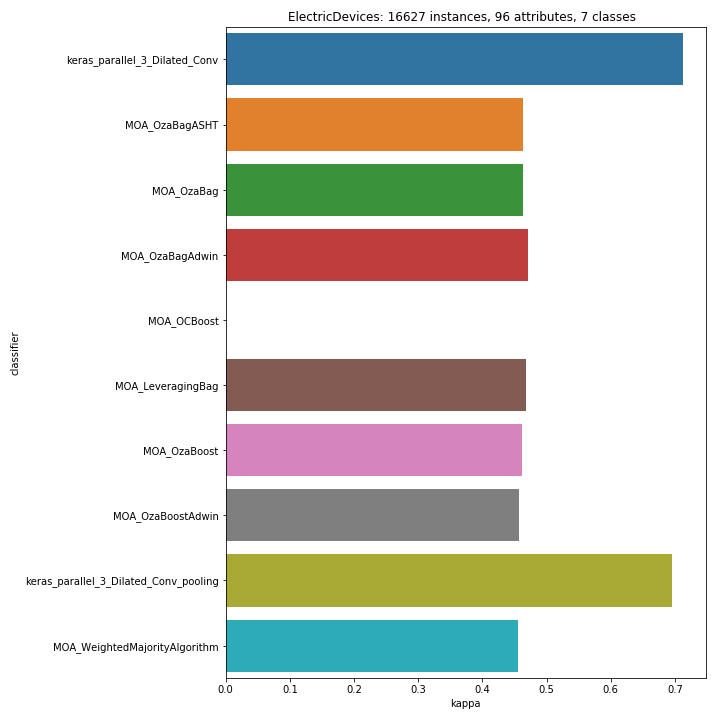 ElectricDevices: 16627 instances, 96 attributes, 7 classes
classifier
keras_parallel_3_Dilated_Conv
MOA_OzaBagASHT
MOA_OzaBag
MOA_OzaBagAdwin
MOA_OCBoost
MOA_LeveragingBag
MOA_OzaBoost
MOA_OzaBoostAdwin
keras_parallel_3_Dilated_Conv_pooling
MOA_WeightedMajorityAlgorithm
0.0 0.1 0.2 0.3 0.4 0.5 0.6 0.7
kappa